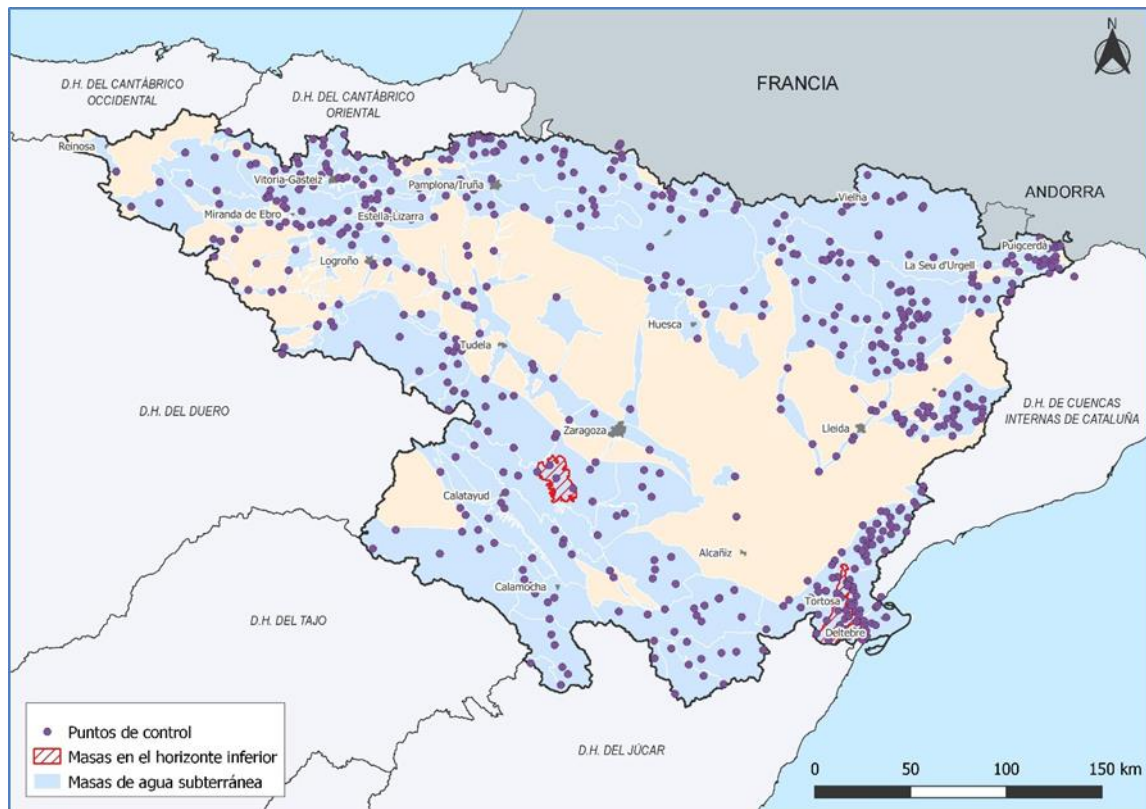 N
D.H. DEL CANTÁBRICO
OCCIDENTAL
D.H. DEL CANTÁBRICO
ORIENTAL
FRANCIA
Reinosa
Vitoria-Gasteiz
Pamplona/Iruña
Vielha
ANDORRA
Miranda de Ebro
Estella-Lizarra
Puigcerdà
Logroño
La Seu d'Urgell
Huesca
Tudela
D.H. DEL DUERO
D.H. DE CUENCAS
INTERNAS DE CATALUÑA
Zaragoza
Lleida
Calatayud
Alcañiz
Calamocha
Tortosa
D.H. DEL TAJO
Deltebre
D.H. DEL JÚCAR
Puntos de control
Masas en el horizonte inferior
Masas de agua subterránea
0 50 100 150 km